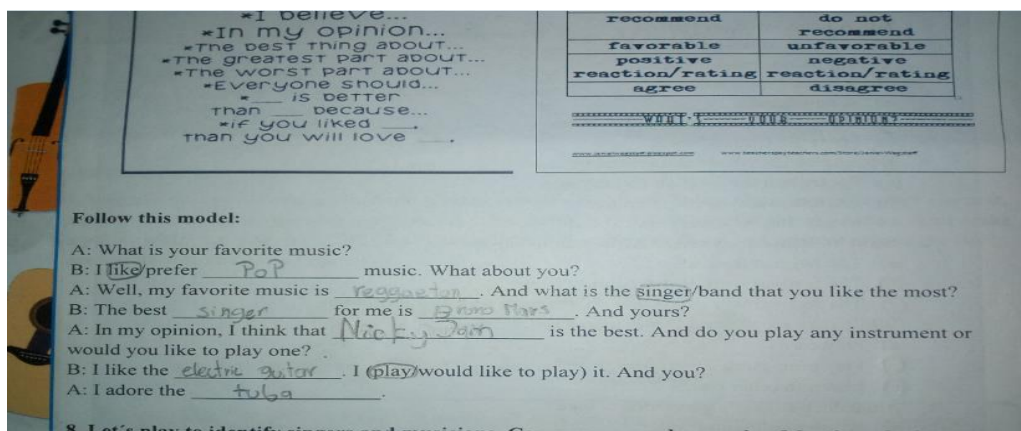 *I believe...
*In my opinion...
*The best thing about...
*The greatest part about...
*The worst part about...
*Everyone should...
*___ is better
than ___ because...
*if you liked ___,
than you will love ___.
recommend do not recommend
favorable unfavorable
positive reaction/rating negative reaction/rating
agree disagree
Follow this model:
A: What is your favorite music?
B: I like/prefer PoP music. What about you?
A: Well, my favorite music is reggaeton. And what is the singer/band that you like the most?
B: The best singer for me is Bruno Mars. And yours?
A: In my opinion, I think that Nicky Jam is the best. And do you play any instrument or
would you like to play one?
B: I like the electric guitar. I (play/would like to play) it. And you?
A: I adore the tuba.